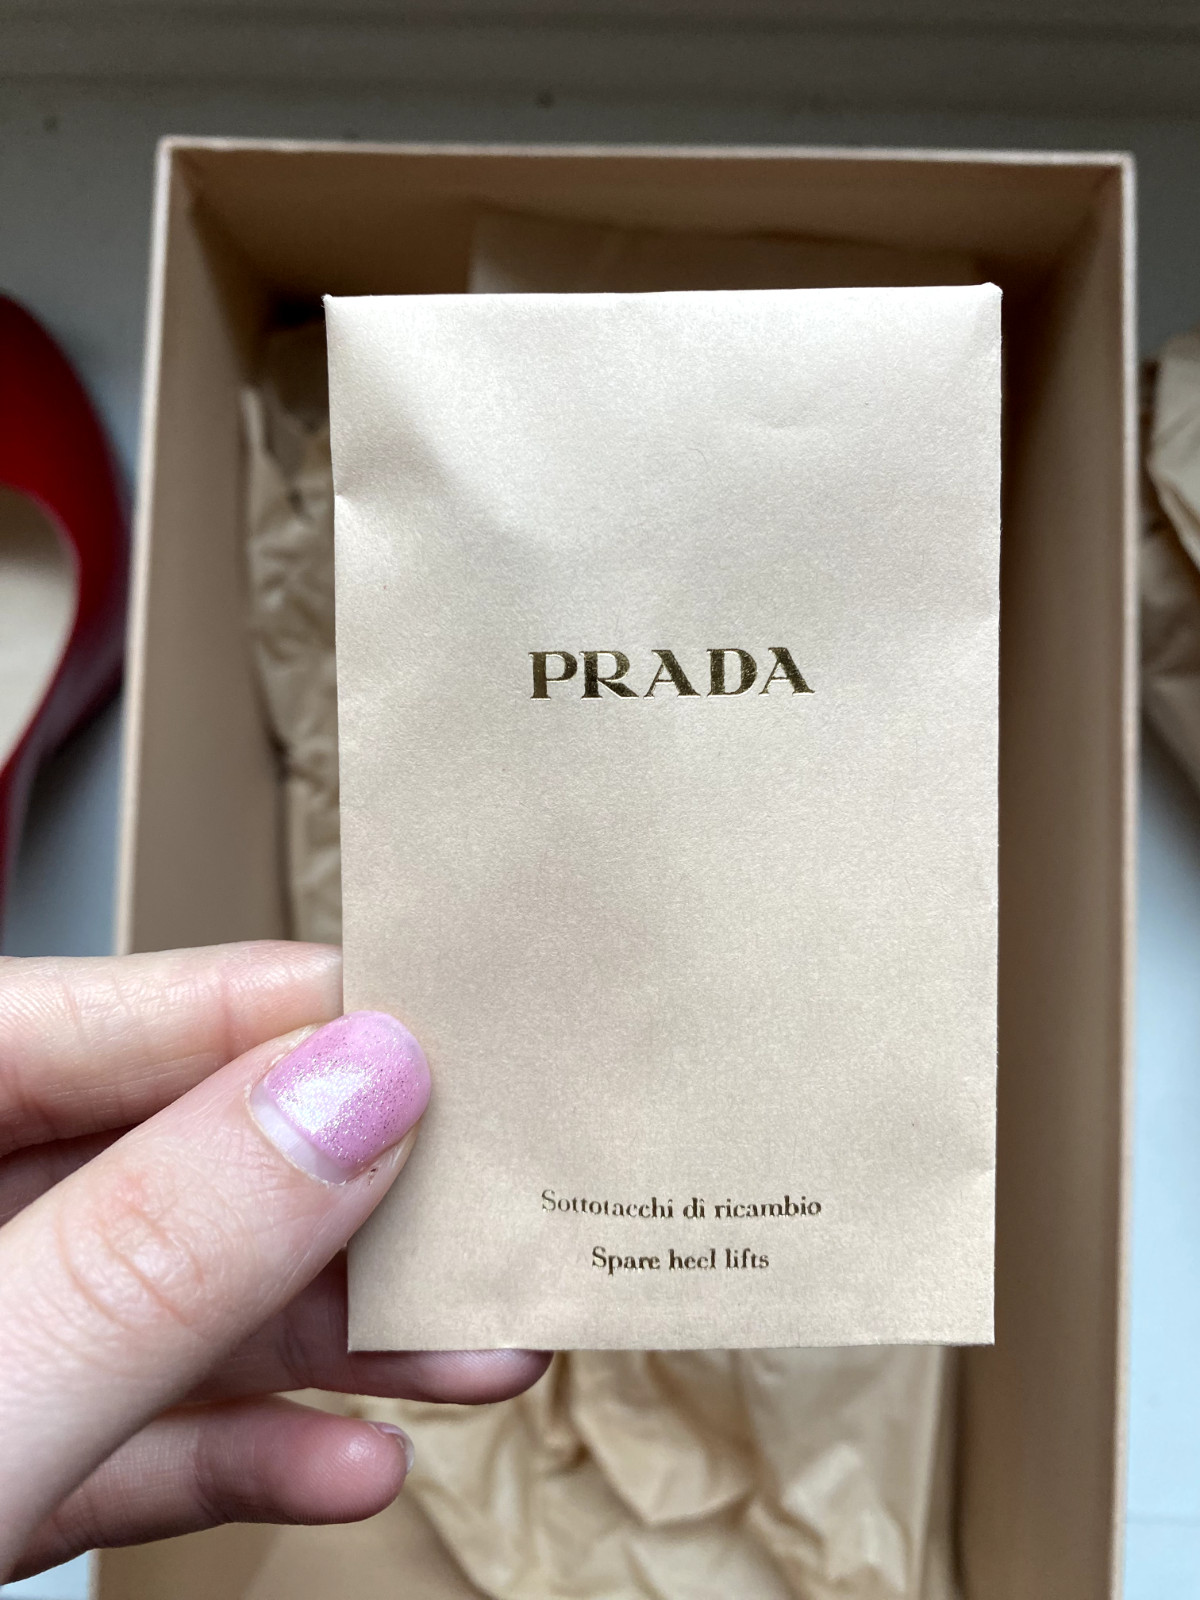 PRADA
Sottotacchi di ricambio
Spare heel lifts